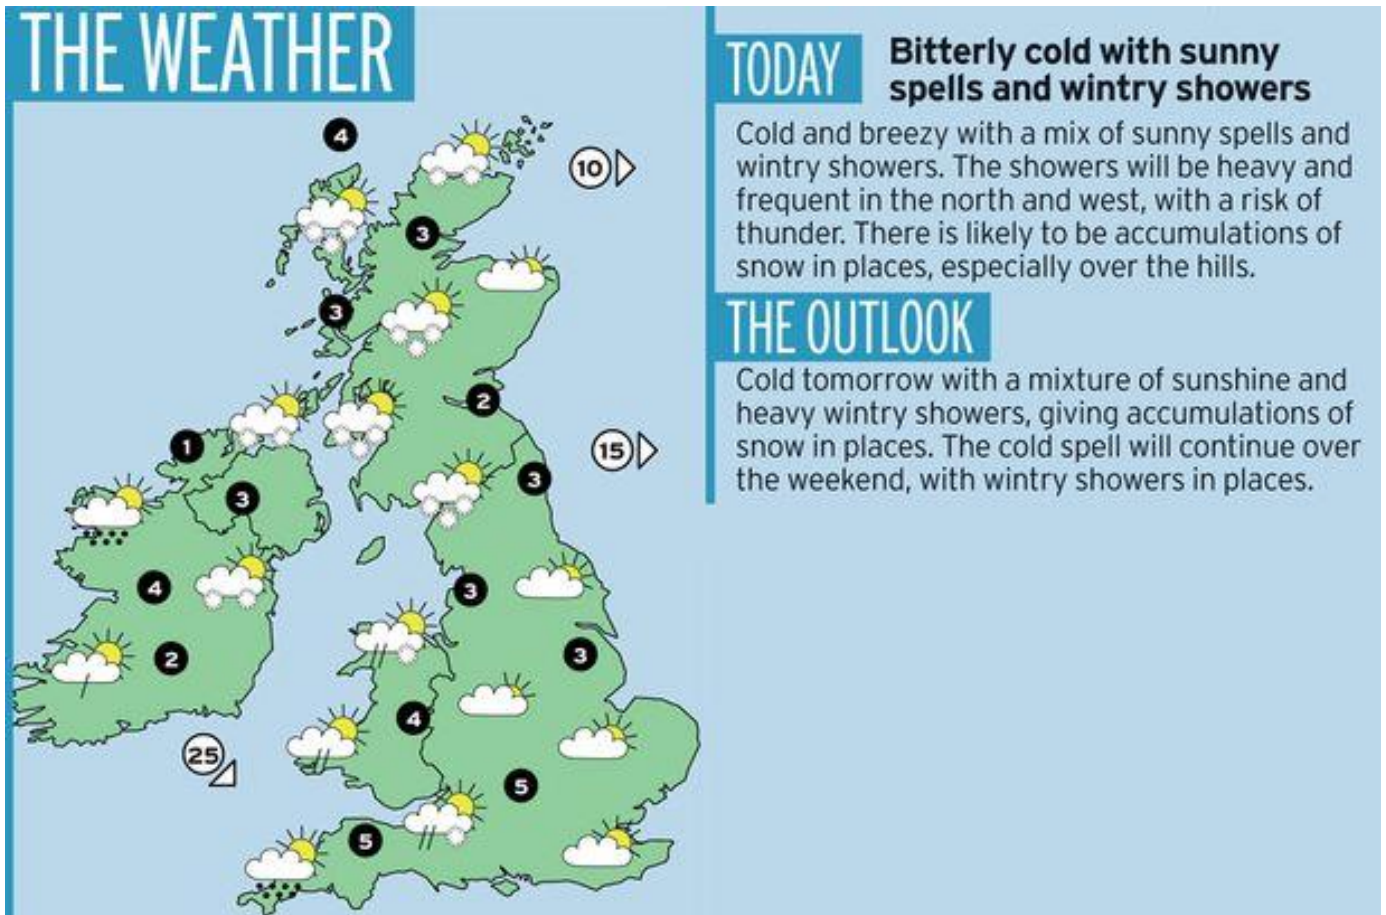 THE WEATHER
4
10
3
3
2
1
15
3
3
4
3
2
3
4
25
5
5
TODAY
Bitterly cold with sunny
spells and wintry showers
Cold and breezy with a mix of sunny spells and
wintry showers. The showers will be heavy and
frequent in the north and west, with a risk of
thunder. There is likely to be accumulations of
snow in places, especially over the hills.
THE OUTLOOK
Cold tomorrow with a mixture of sunshine and
heavy wintry showers, giving accumulations of
snow in places. The cold spell will continue over
the weekend, with wintry showers in places.